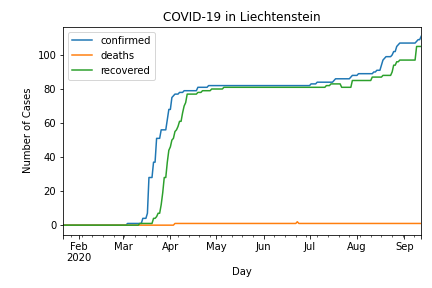 COVID-19 in Liechtenstein
confirmed
deaths
recovered
Number of Cases
100
80
60
40
20
0
Feb Mar Apr May Jun Jul Aug Sep
2020
Day